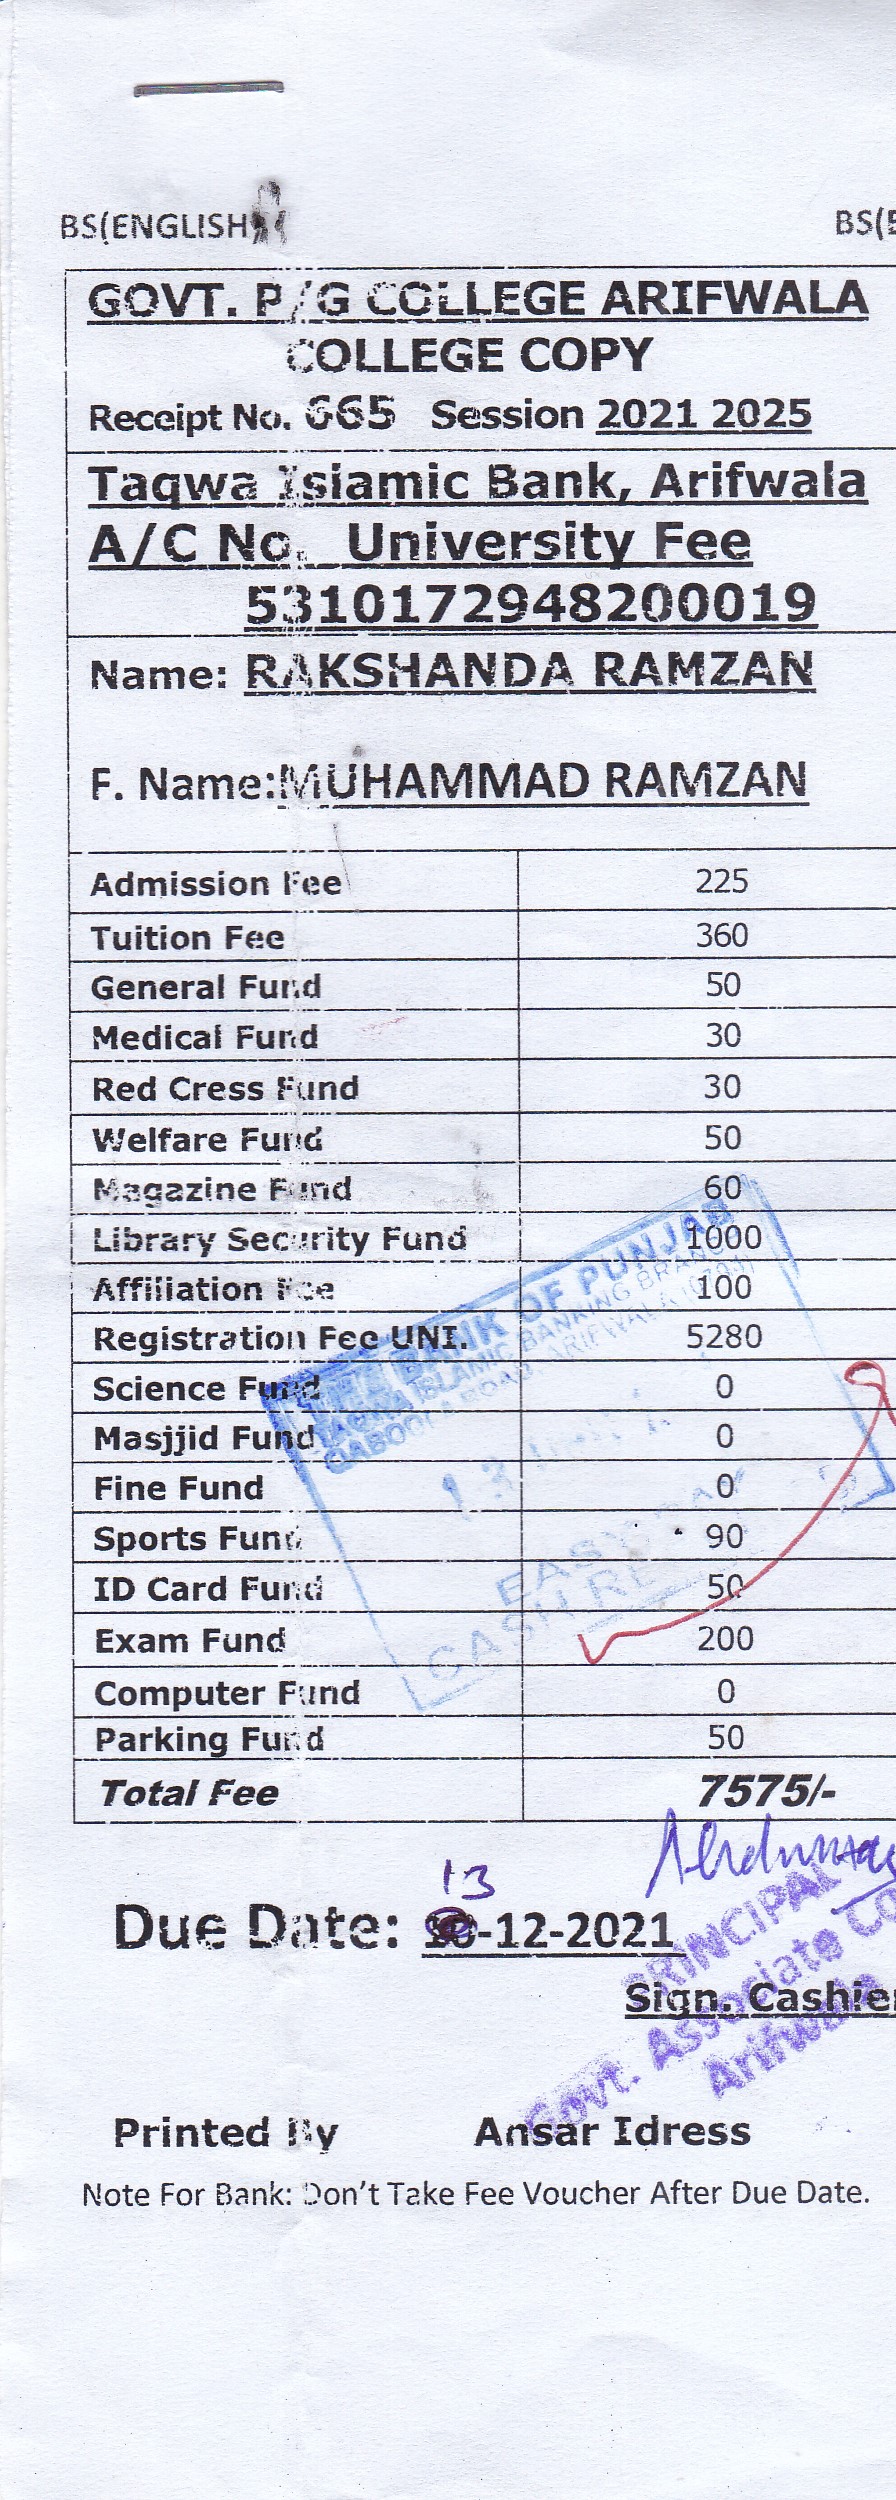 BS(ENGLISH
BS(E
GOVT. P/G COLLEGE ARIFWALA
COLLEGE COPY
Receipt No. 665 Session 2021 2025
Taqwa Islamic Bank, Arifwala
A/C No. University Fee
5310172948200019
Name: RAKSHANDA RAMZAN
F. Name:MUHAMMAD RAMZAN
Admission Fee 225
Tuition Fee 360
General Fund 50
Medical Fund 30
Red Cress Fund 30
Welfare Fund 50
Magazine Fund 60
Library Security Fund 1000
Affiliation Fee 100
Registration Fee UNI. 5280
Science Fund 0
Masjjid Fund 0
Fine Fund 0
Sports Fund 90
ID Card Fund 50
Exam Fund 200
Computer Fund 0
Parking Fund 50
Total Fee 7575/-
THE BANK OF PUNJAB
TAQWA ISLAMIC BANKING BRANCH
QABOOLA ROAD ARIFWALA
13
CASH RE
13
Due Date: -12-2021
PRINCIPAL
Govt. Associate Co
Arifwala
Sign. Cashier
Printed By Ansar Idress
Note For Bank: Don't Take Fee Voucher After Due Date.